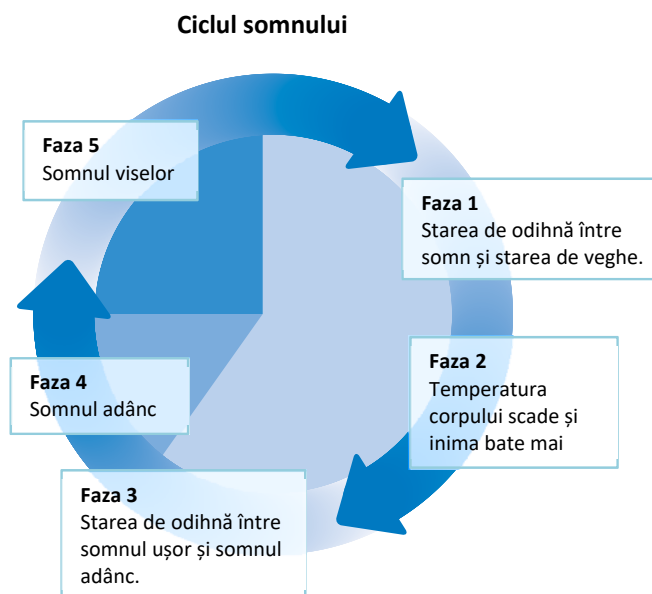 Ciclul somnului
Faza 1
Starea de odihnă între
somn și starea de veghe.
Faza 2
Temperatura
corpului scade și
inima bate mai
Faza 3
Starea de odihnă între
somnul ușor și somnul
adânc.
Faza 4
Somnul adânc
Faza 5
Somnul viselor